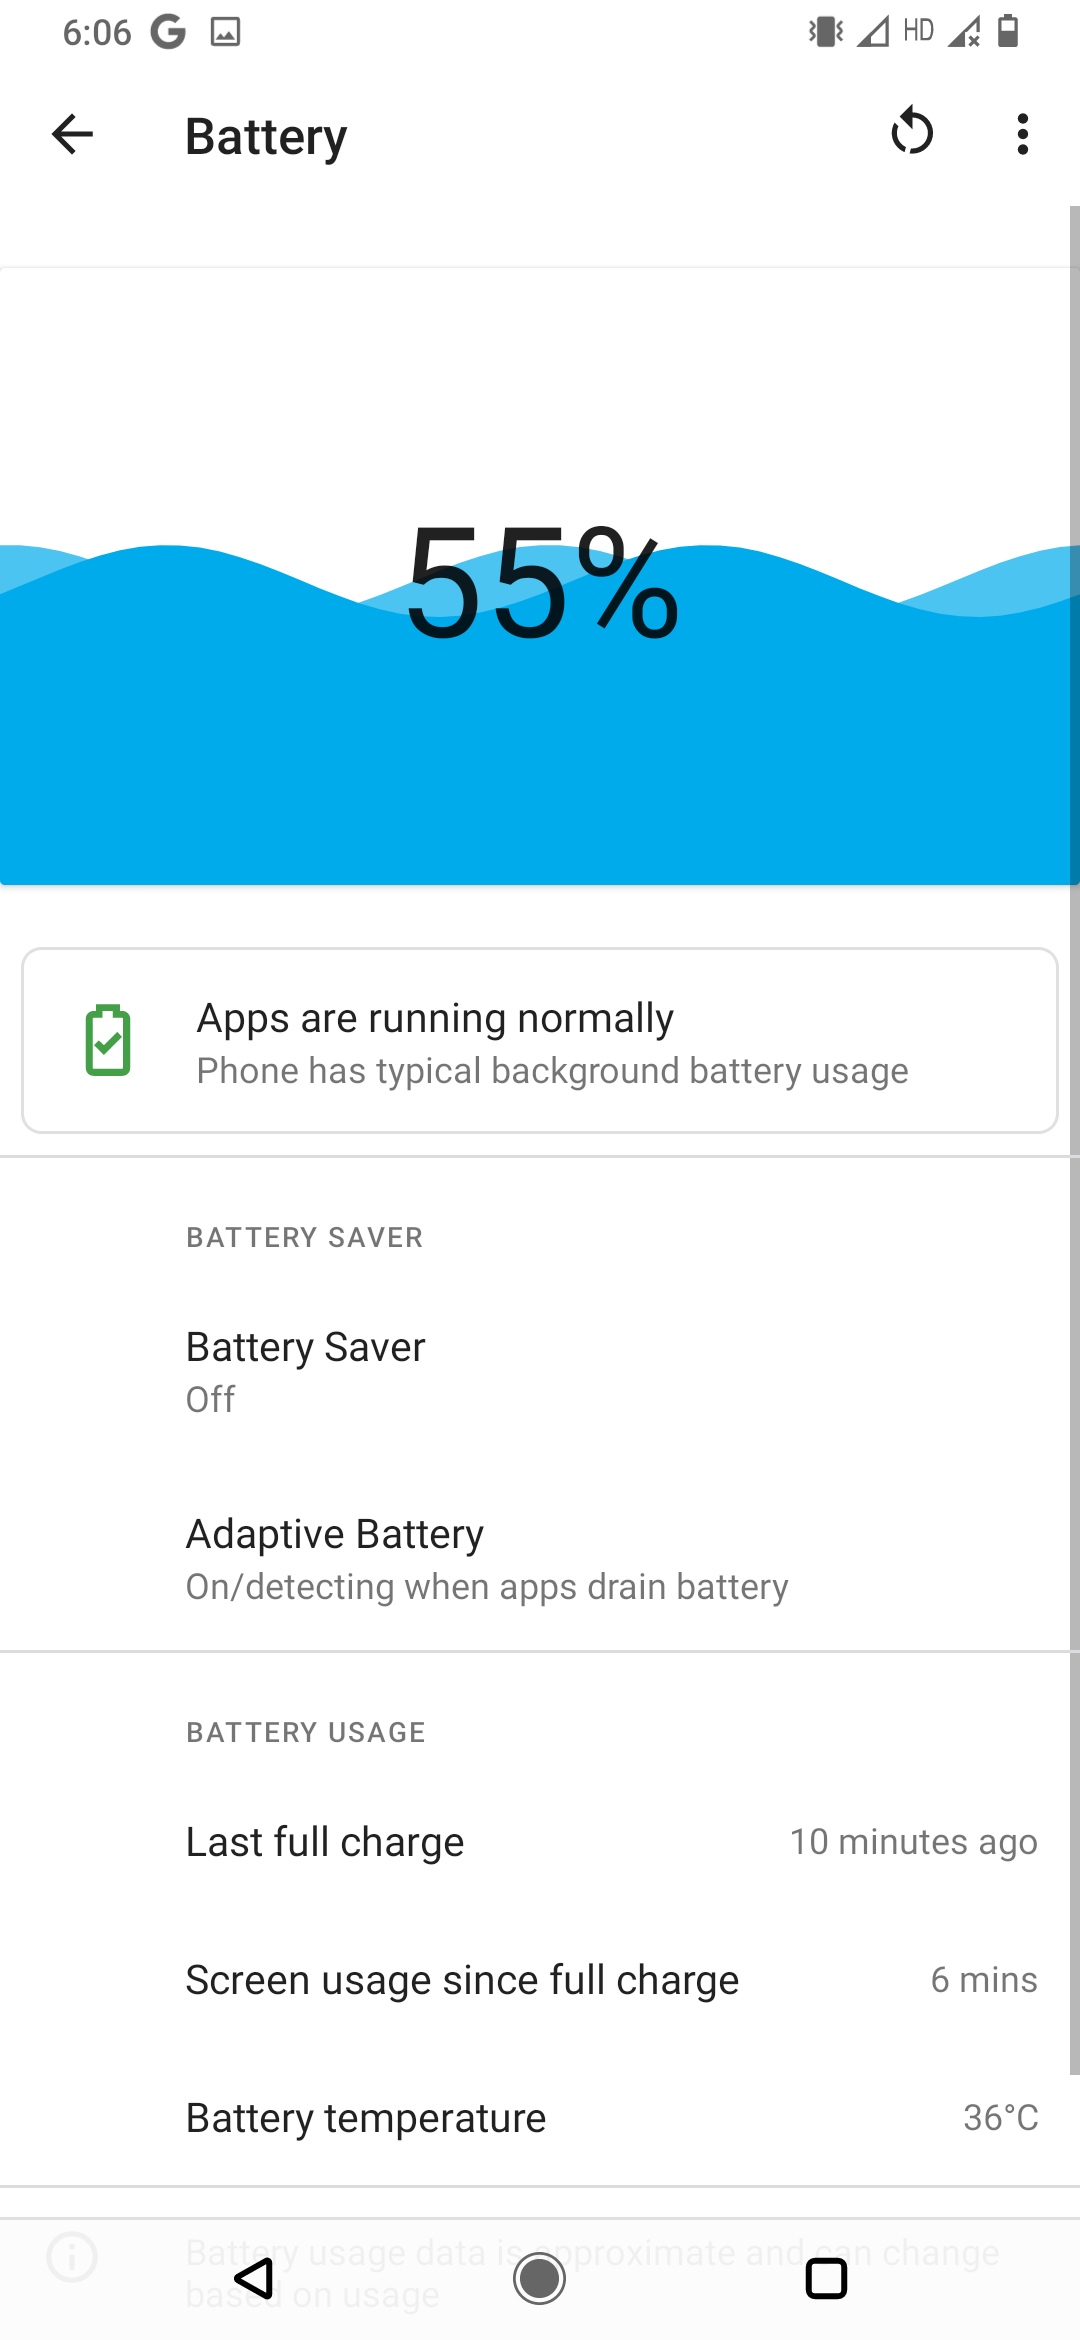 6:06 G HD
Battery
55%
Apps are running normally
Phone has typical background battery usage
BATTERY SAVER
Battery Saver
Off
Adaptive Battery
On/detecting when apps drain battery
BATTERY USAGE
Last full charge 10 minutes ago
Screen usage since full charge 6 mins
Battery temperature 36°C
Battery usage data is approximate and can change
based on usage